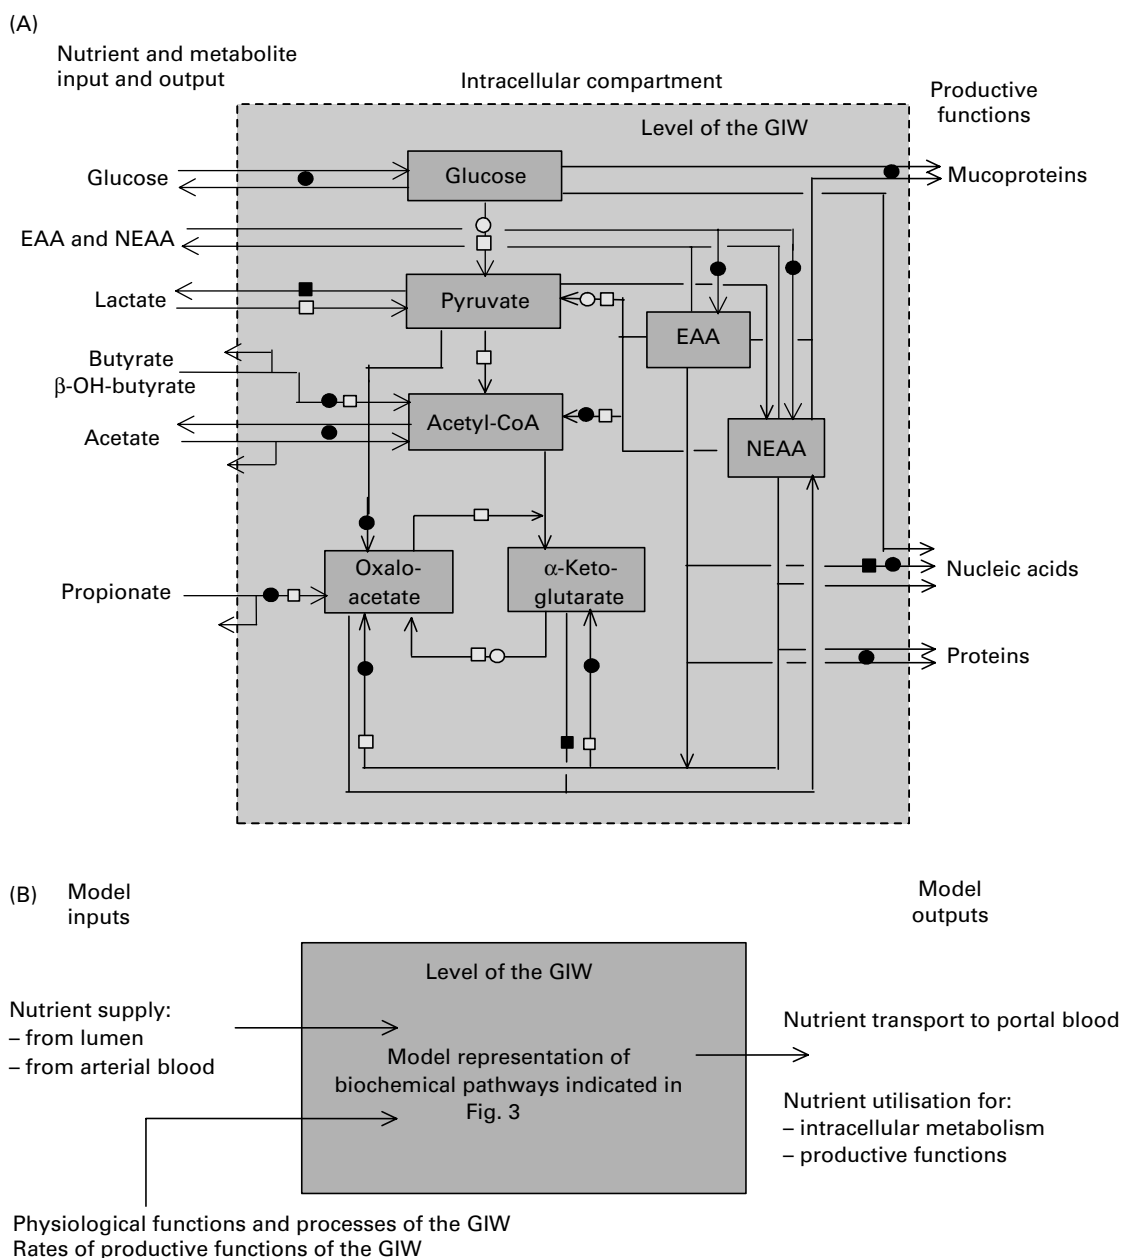 (A)
Nutrient and metabolite
input and output
Intracellular compartment
Productive
functions
Level of the GIW
Glucose
Glucose
Mucoproteins
EAA and NEAA
Lactate
Pyruvate
EAA
Butyrate
β-OH-butyrate
Acetyl-CoA
Acetate
NEAA
Oxalo-
acetate
α-Keto-
glutarate
Propionate
Nucleic acids
Proteins
(B)
Model
inputs
Model
outputs
Level of the GIW
Nutrient supply:
– from lumen
– from arterial blood
Model representation of
biochemical pathways indicated in
Fig. 3
Nutrient transport to portal blood
Nutrient utilisation for:
– intracellular metabolism
– productive functions
Physiological functions and processes of the GIW
Rates of productive functions of the GIW